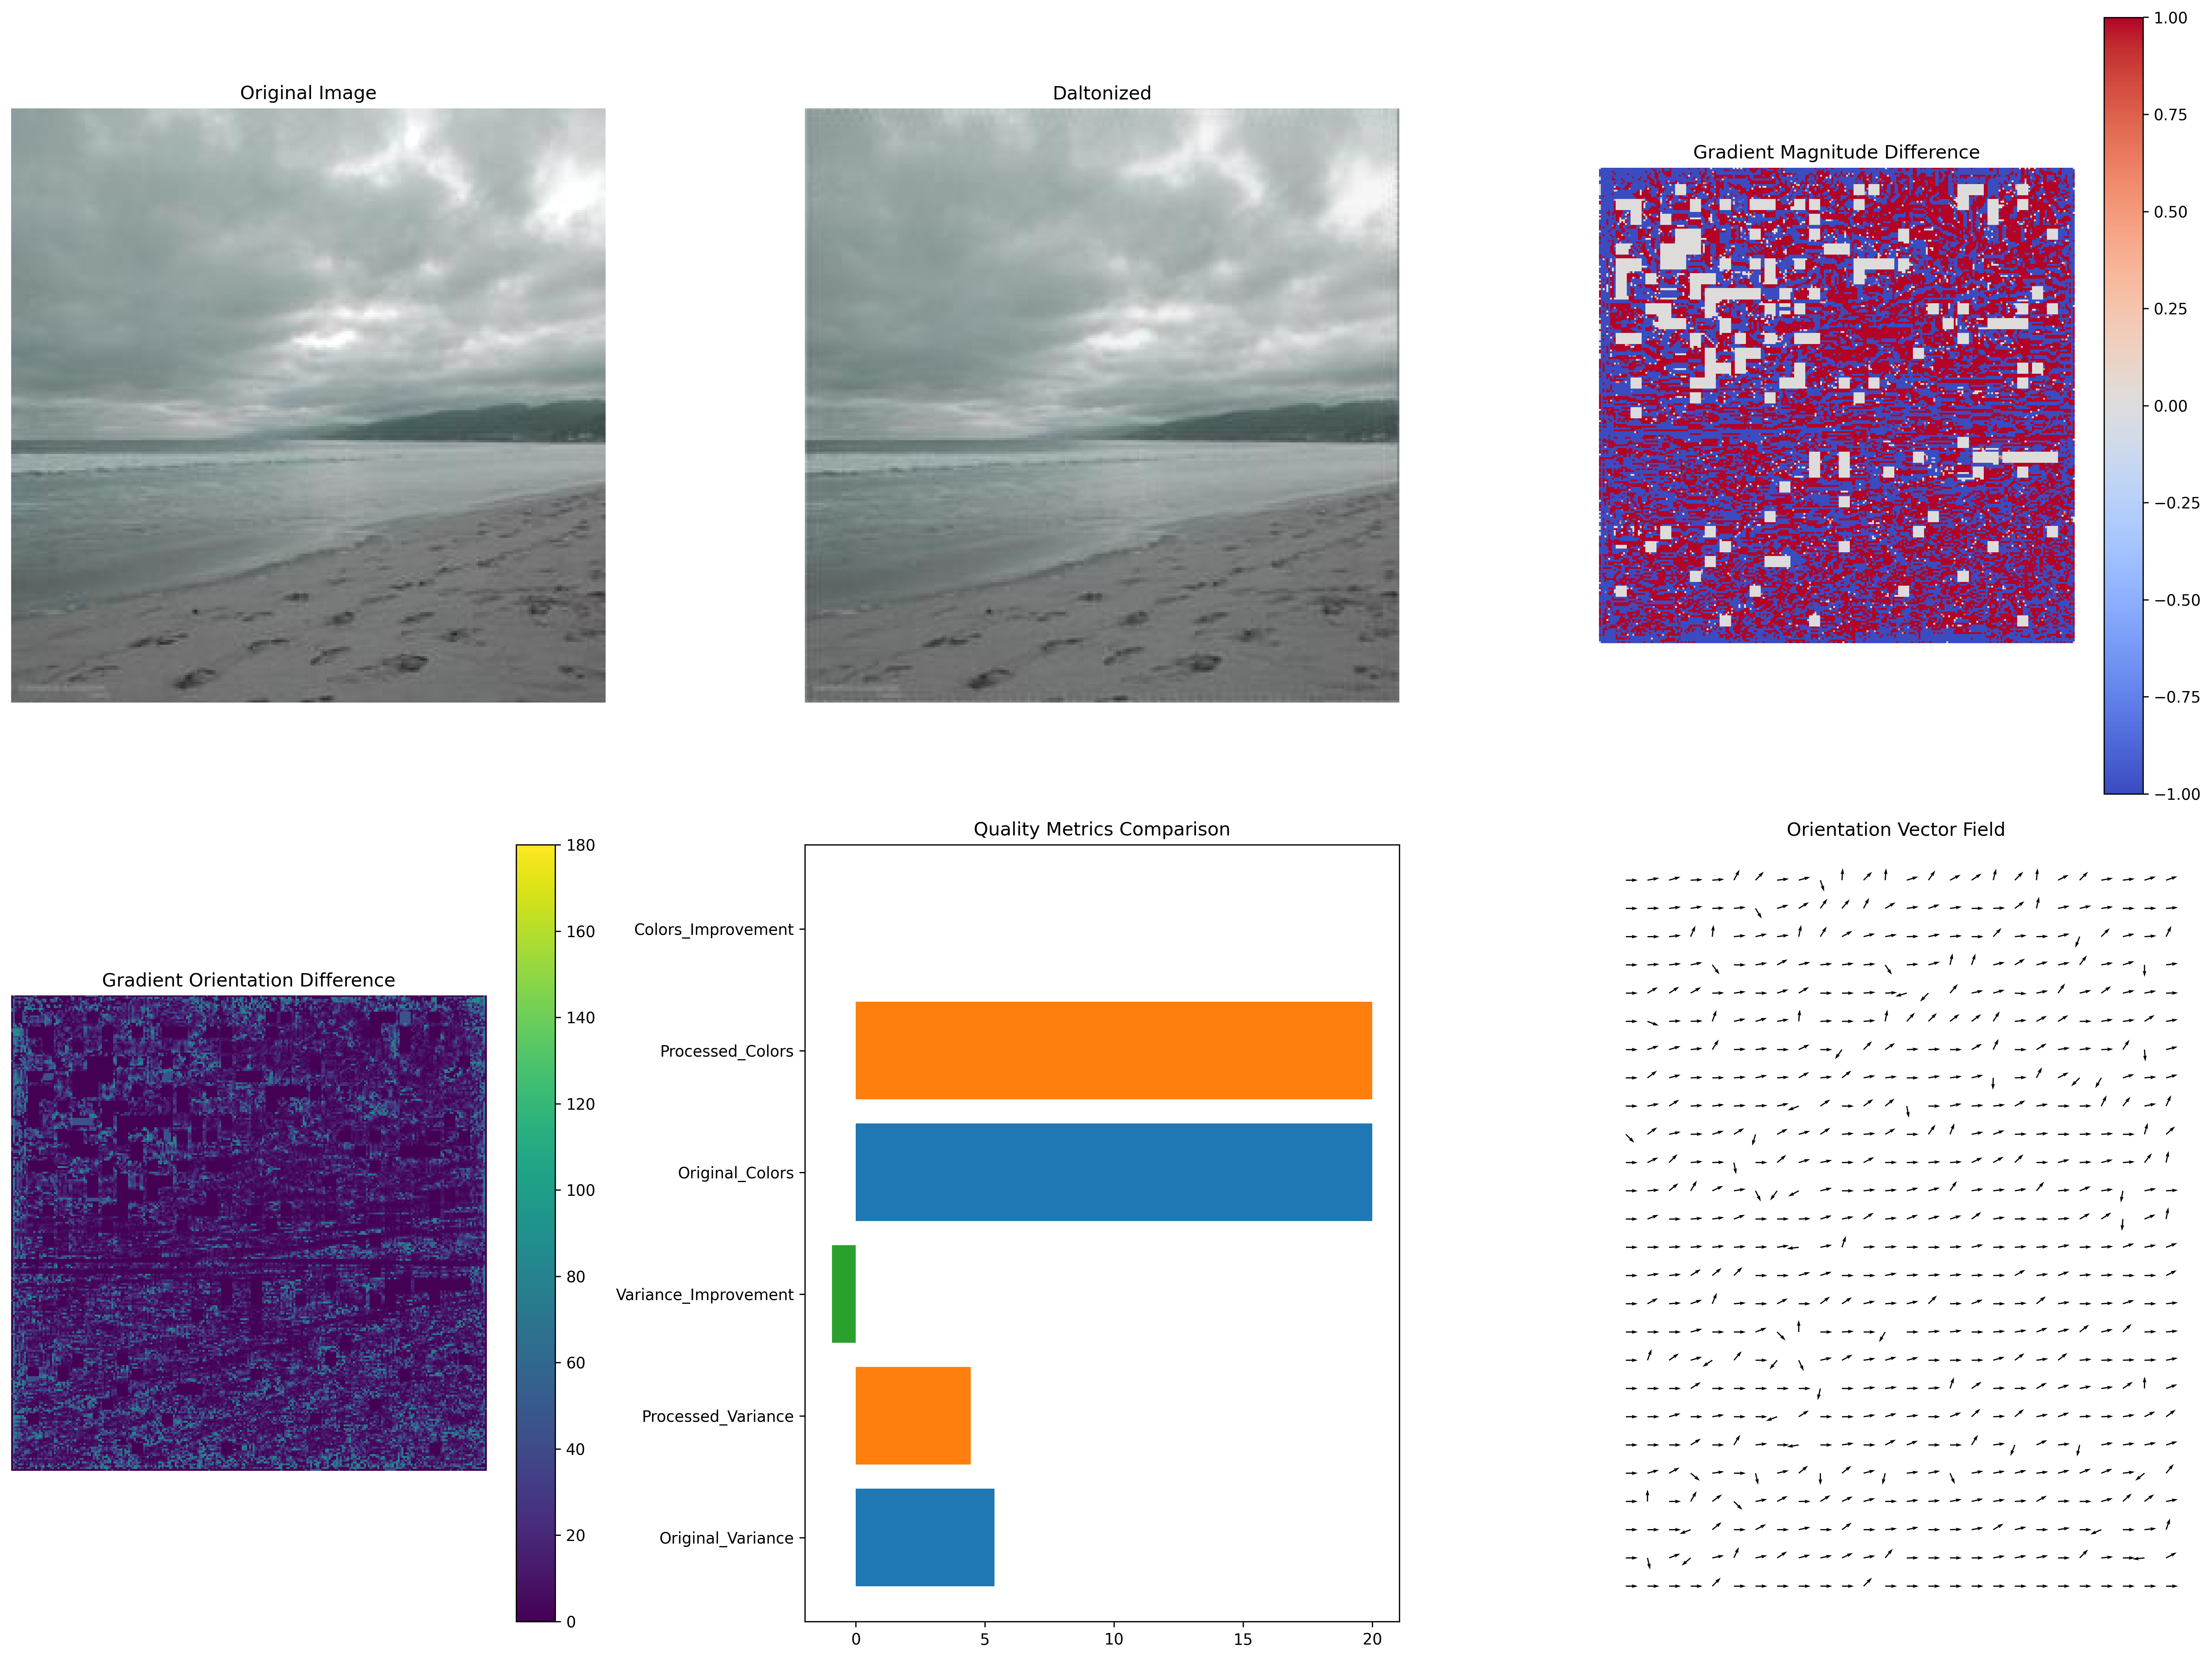 Original Image
Daltonized
Gradient Magnitude Difference
1.00
0.75
0.50
0.25
0.00
−0.25
−0.50
−0.75
−1.00
Gradient Orientation Difference
180
160
140
120
100
80
60
40
20
0
Quality Metrics Comparison
Colors_Improvement
Processed_Colors
Original_Colors
Variance_Improvement
Processed_Variance
Original_Variance
0 5 10 15 20
Orientation Vector Field